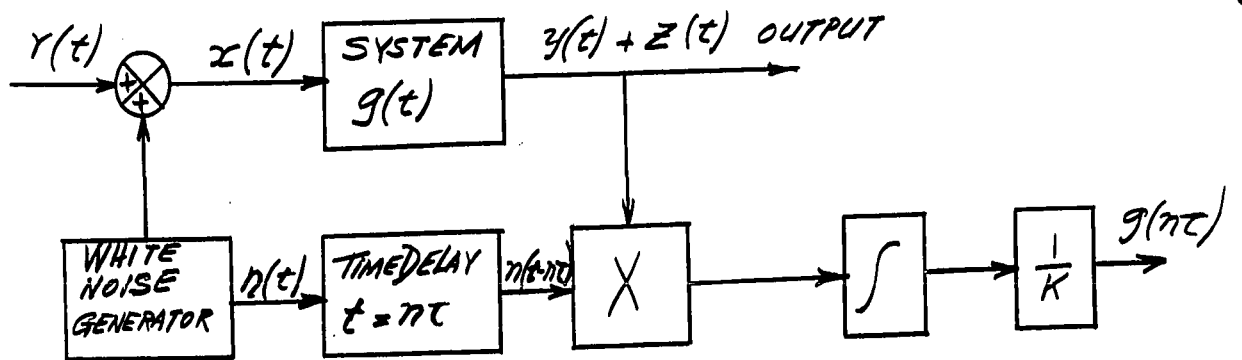 r(t)
+
+
x(t)
SYSTEM
g(t)
y(t) + z(t) OUTPUT
WHITE
NOISE
GENERATOR
n(t)
TIME DELAY
t = nτ
n(t-nτ)
X
∫
1
K
g(nτ)